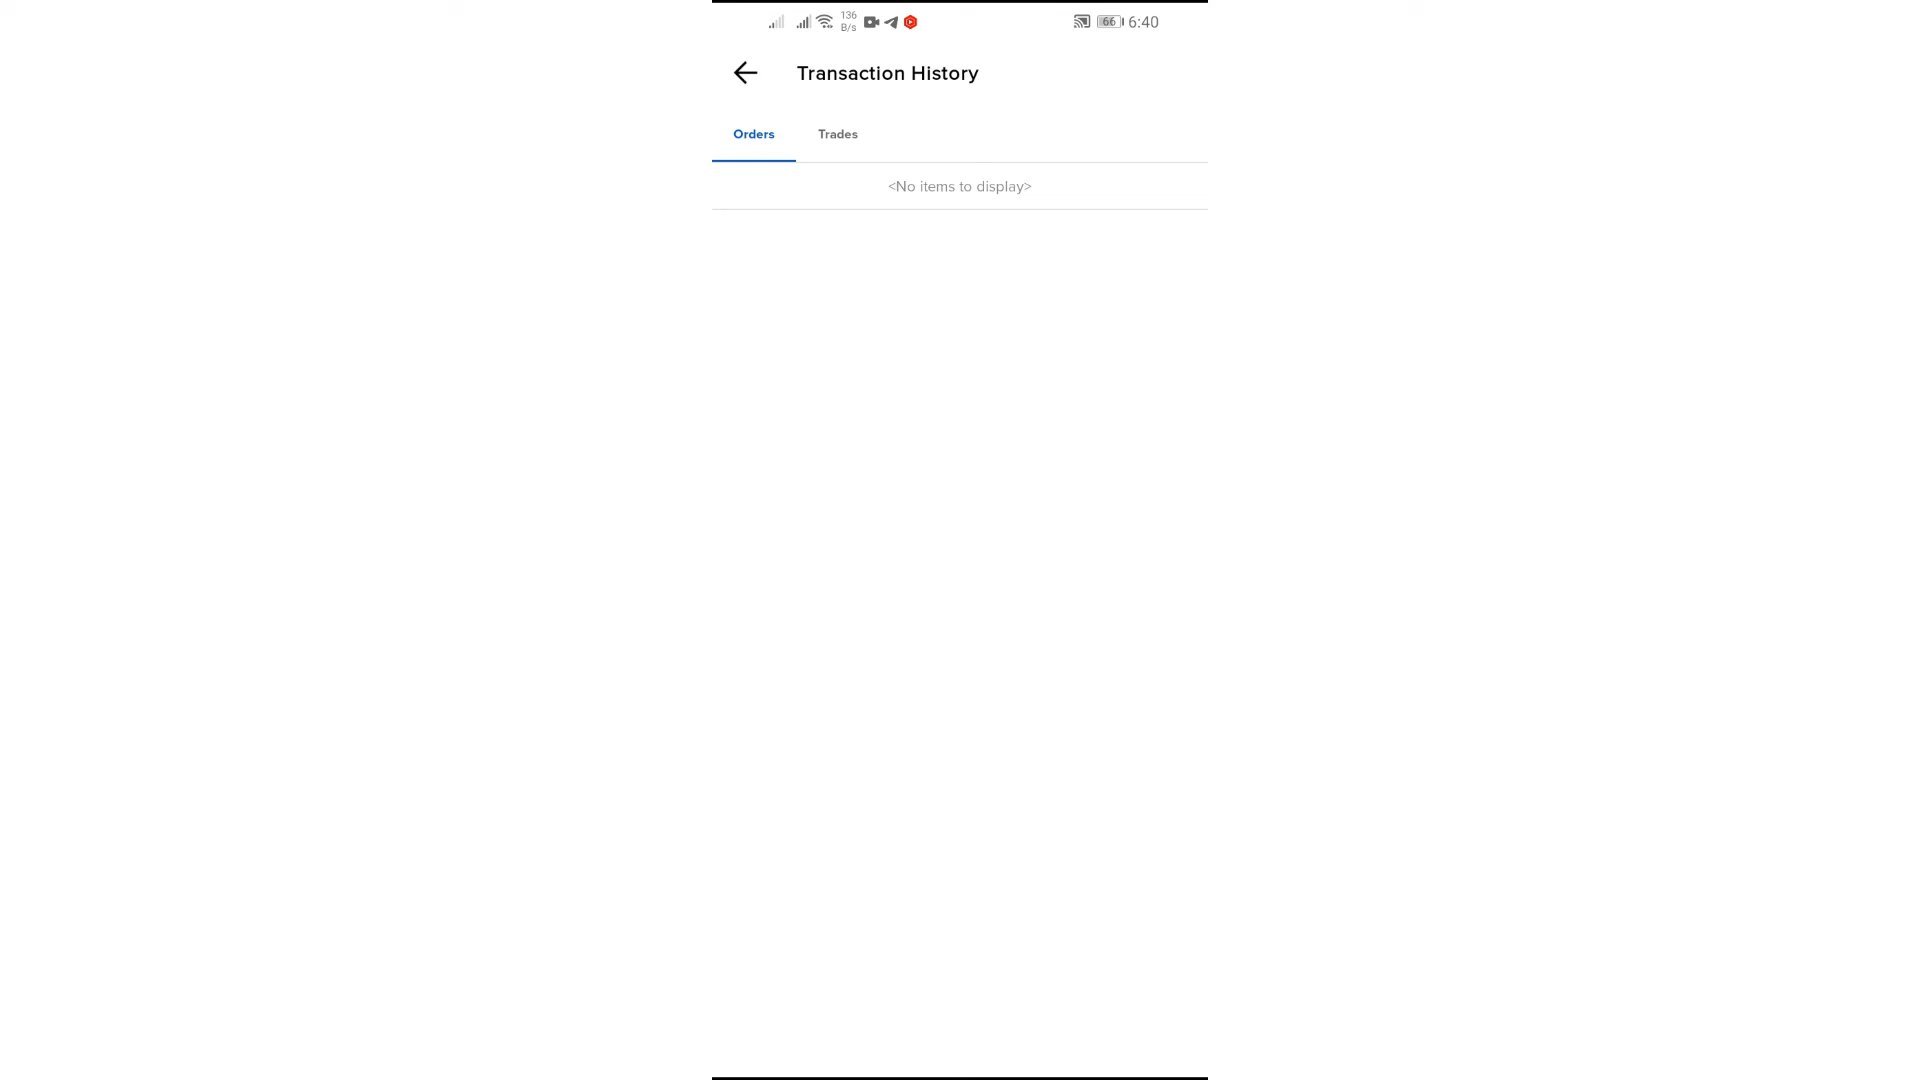 136
B/s
66
6:40
Transaction History
Orders
Trades
<No items to display>